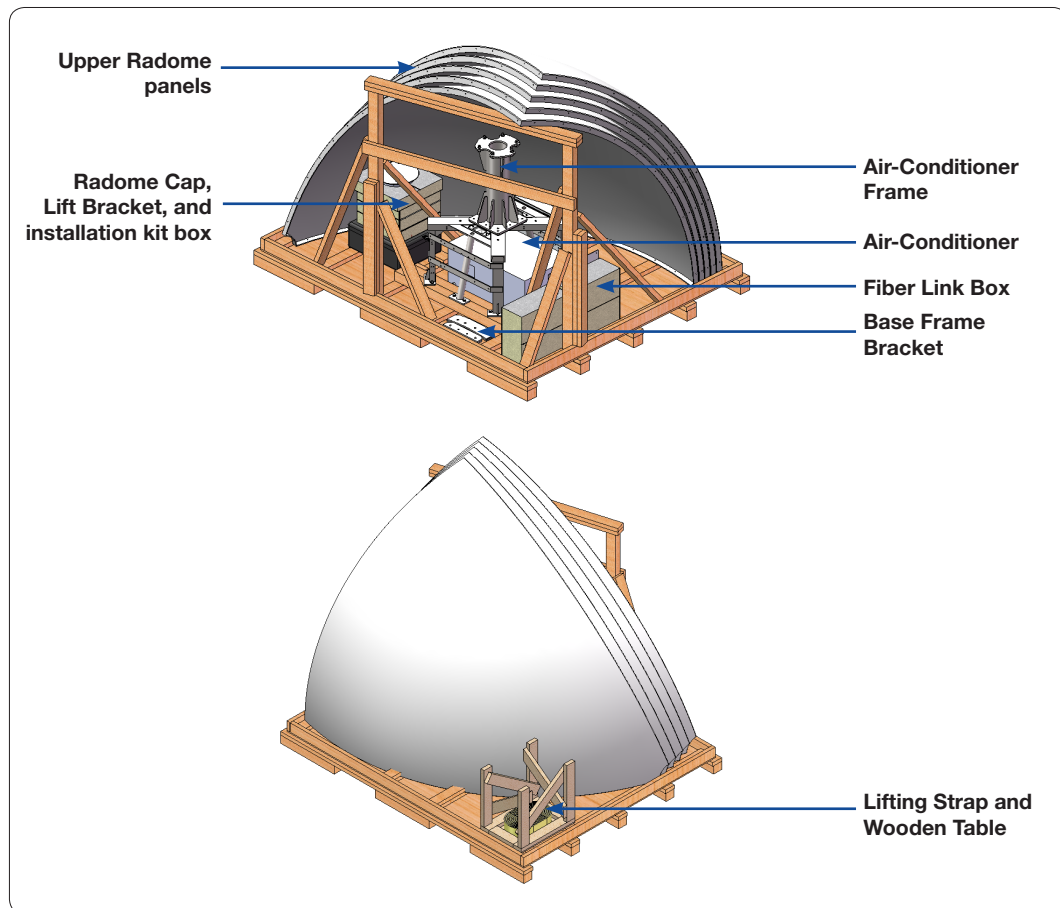 Upper Radome
panels
Radome Cap,
Lift Bracket, and
installation kit box
Air-Conditioner
Frame
Air-Conditioner
Fiber Link Box
Base Frame
Bracket
Lifting Strap and
Wooden Table